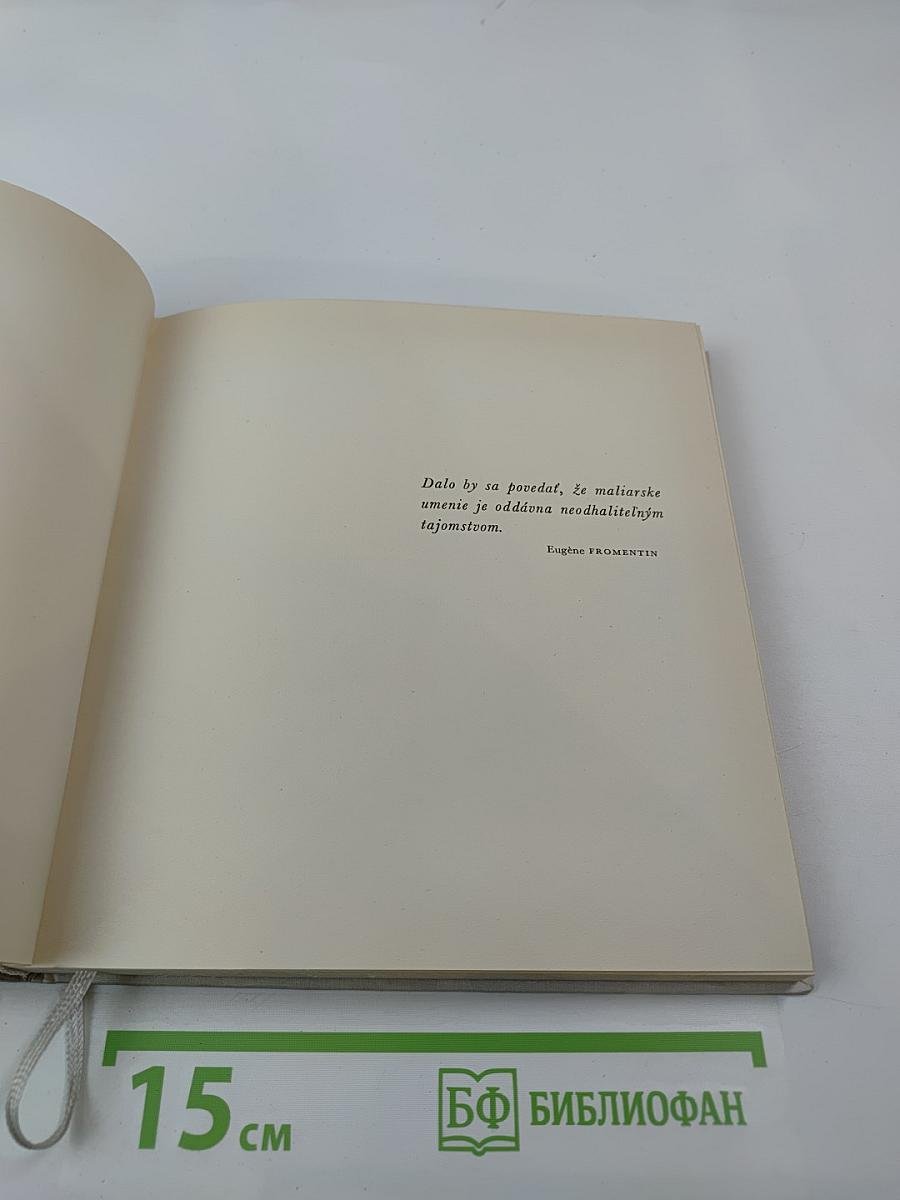 Dalo by sa povedať, že maliarske
umenie je oddávna neodhaliteľným
tajomstvom.
Eugène FROMENTIN
15 см
БФ БИБЛИОФАН